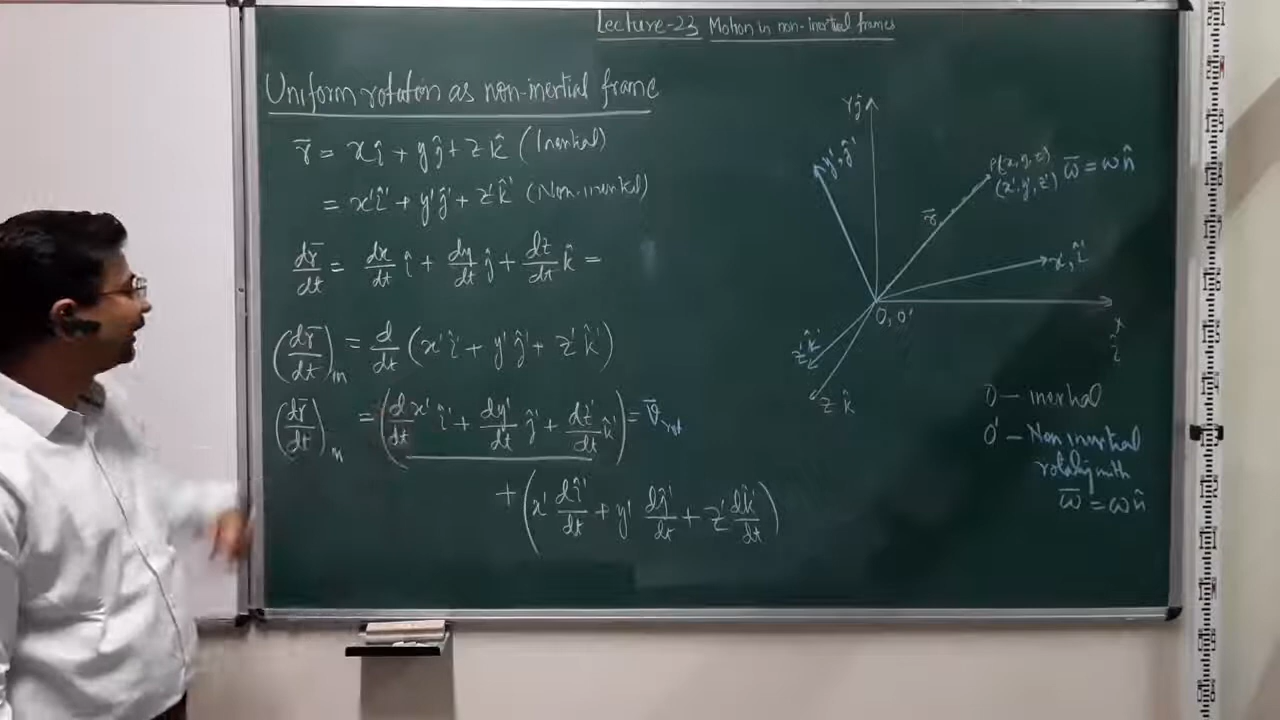 Lecture-23 Motion in non-inertial frames
Uniform rotation as non-inertial frame
r̄ = xî + yĵ + zk̂ (Inertial)
= x'î' + y'ĵ' + z'k̂' (Non-inertial)
dr̄/dt = dx/dt î + dy/dt ĵ + dz/dt k̂ =
(dr̄/dt)in = d/dt (x'î' + y'ĵ' + z'k̂')
(dr̄/dt)in = (dx'/dt î' + dy'/dt ĵ' + dz'/dt k̂') = v̄rot
+ (x' dî'/dt + y' dĵ'/dt + z' dk̂'/dt)
Y ĵ
y', ĵ'
P(x, y, z)
(x', y', z')
ω̄ = ωn̂
r̄
x', î'
O, O'
x
î
z' k̂'
z k̂
O – inertial
O' – Non inertial
rotating with
ω̄ = ωn̂